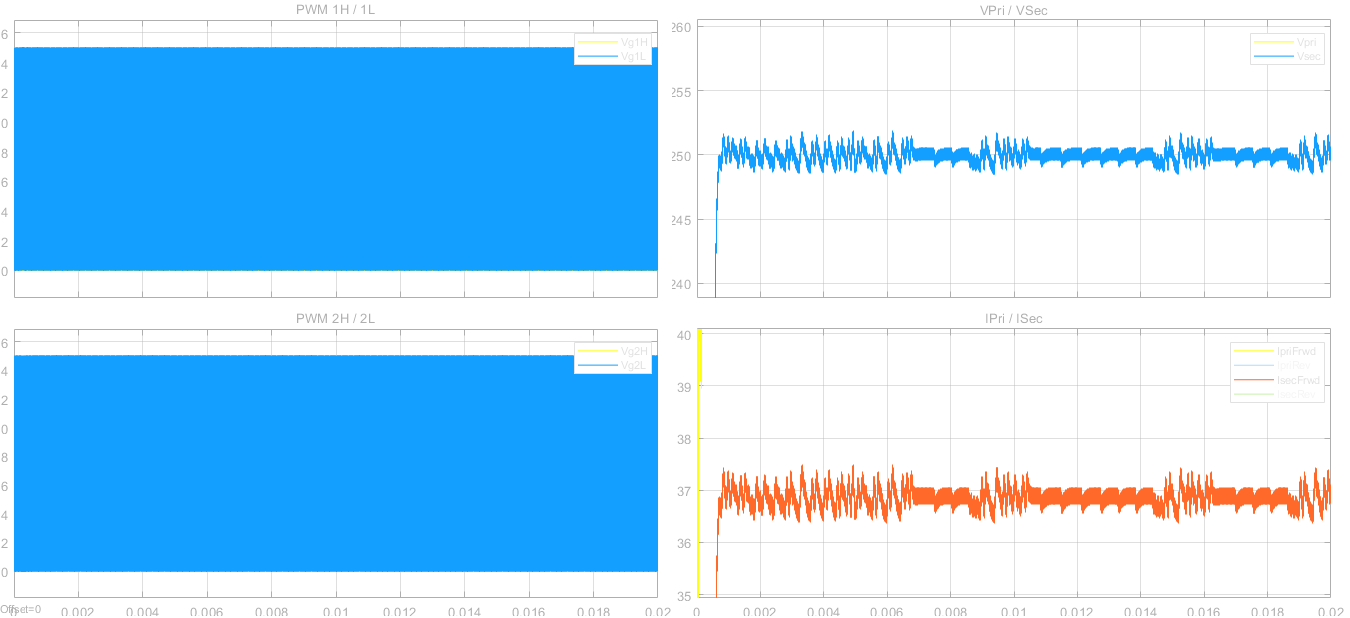 PWM 1H / 1L
6
4
2
0
8
6
4
2
0
Vg1H
Vg1L
VPri / VSec
260
255
250
245
240
Vpri
Vsec
PWM 2H / 2L
6
4
2
0
8
6
4
2
0
Vg2H
Vg2L
Offset=0
0.002 0.004 0.006 0.008 0.01 0.012 0.014 0.016 0.018 0.02
IPri / ISec
40
39
38
37
36
35
IpriFrwd
IpriRev
IsecFrwd
IsecRev
0 0.002 0.004 0.006 0.008 0.01 0.012 0.014 0.016 0.018 0.02